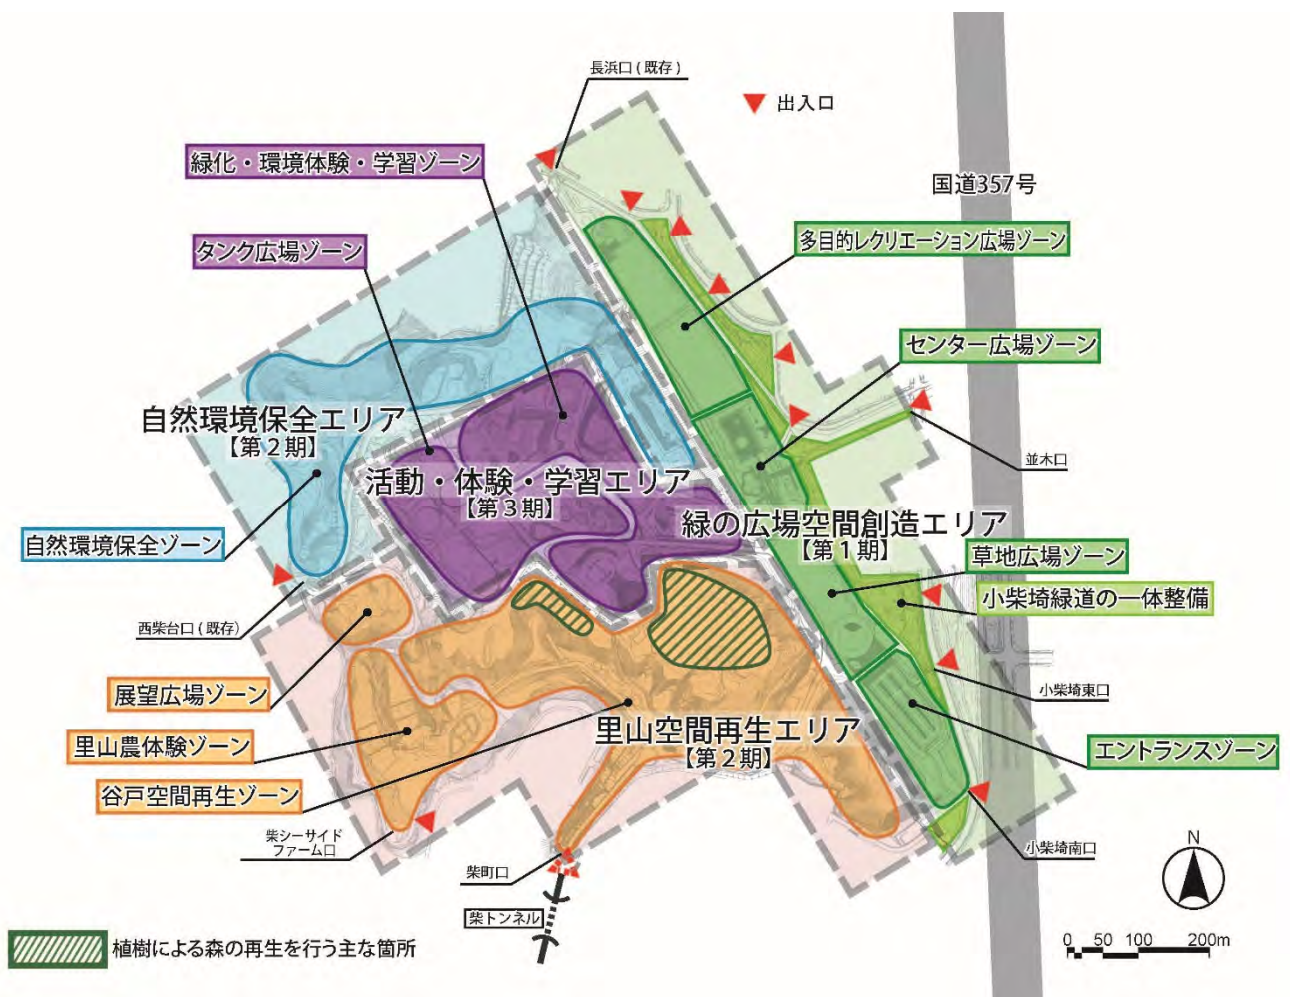 長浜口 ( 既存 )
出入口
緑化・環境体験・学習ゾーン
国道357号
タンク広場ゾーン
多目的レクリエーション広場ゾーン
センター広場ゾーン
自然環境保全エリア
【第２期】
並木口
活動・体験・学習エリア
【第３期】
緑の広場空間創造エリア
【第１期】
自然環境保全ゾーン
草地広場ゾーン
小柴埼緑道の一体整備
西柴台口 ( 既存)
展望広場ゾーン
小柴埼東口
里山空間再生エリア
【第２期】
里山農体験ゾーン
エントランスゾーン
谷戸空間再生ゾーン
柴シーサイド
ファーム口
柴町口
小柴埼南口
N
柴トンネル
植樹による森の再生を行う主な箇所
0 50 100 200m